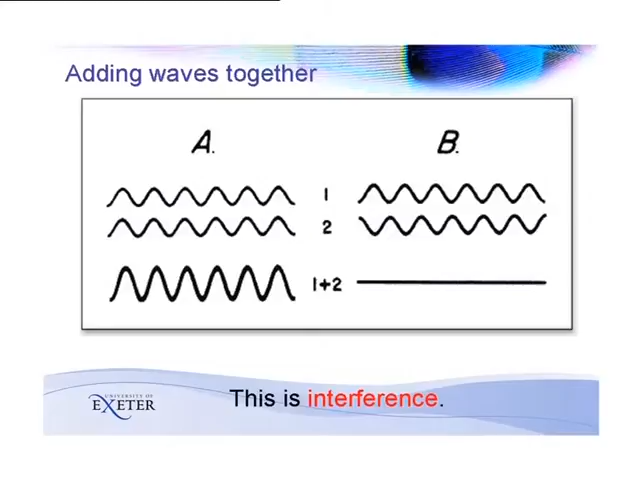 Adding waves together
A. B.
1
2
1+2
This is interference.
UNIVERSITY OF
EXETER